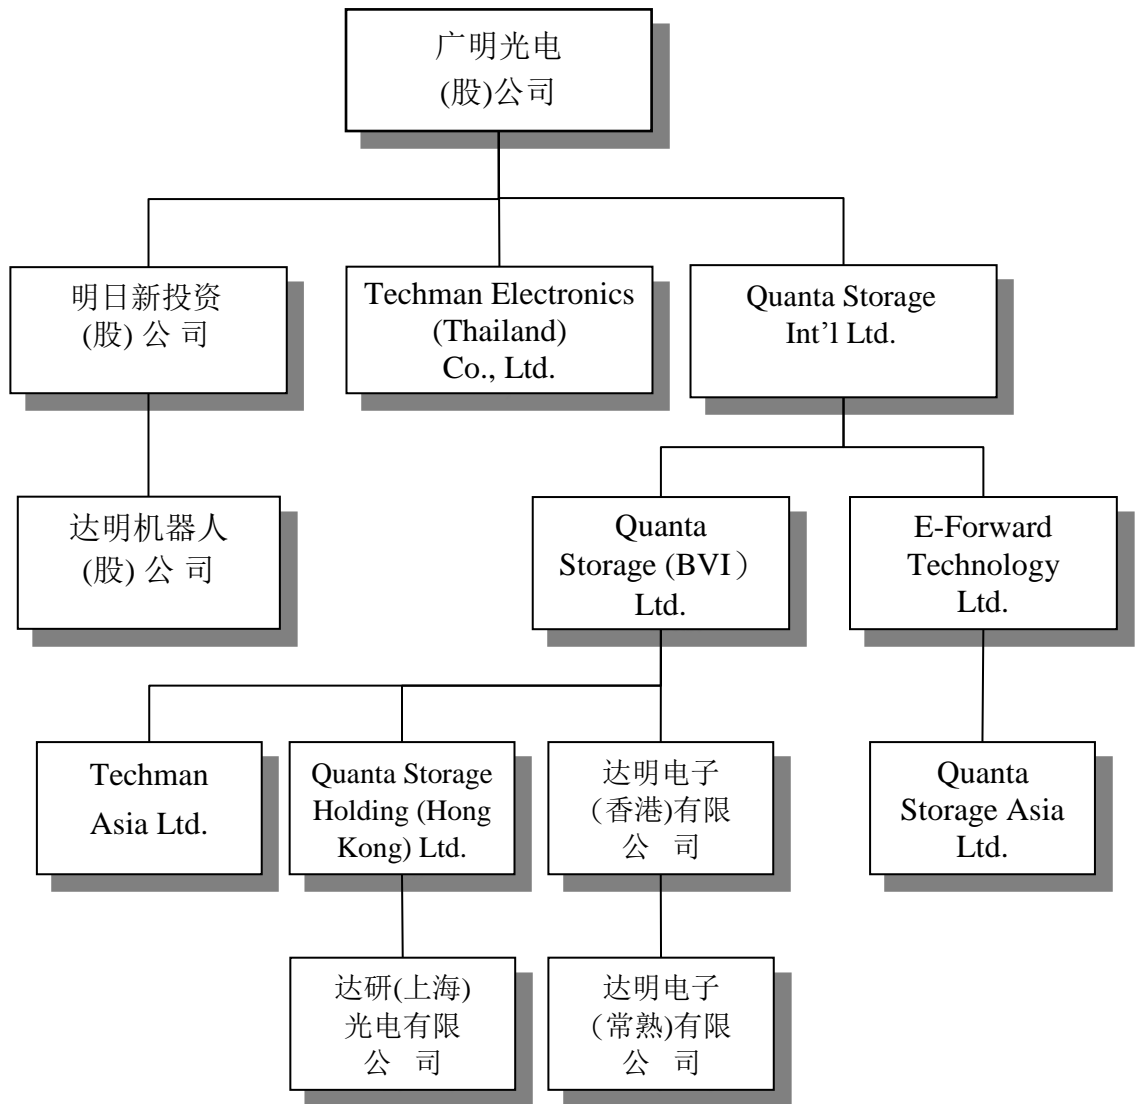 广明光电
(股)公司
明日新投资
(股) 公 司
Techman Electronics
(Thailand)
Co., Ltd.
Quanta Storage
Int’l Ltd.
达明机器人
(股) 公 司
Quanta
Storage (BVI）
Ltd.
E-Forward
Technology
Ltd.
Techman
Asia Ltd.
Quanta Storage
Holding (Hong
Kong) Ltd.
达明电子
（香港)有限
公 司
Quanta
Storage Asia
Ltd.
达研(上海)
光电有限
公 司
达明电子
（常熟)有限
公 司